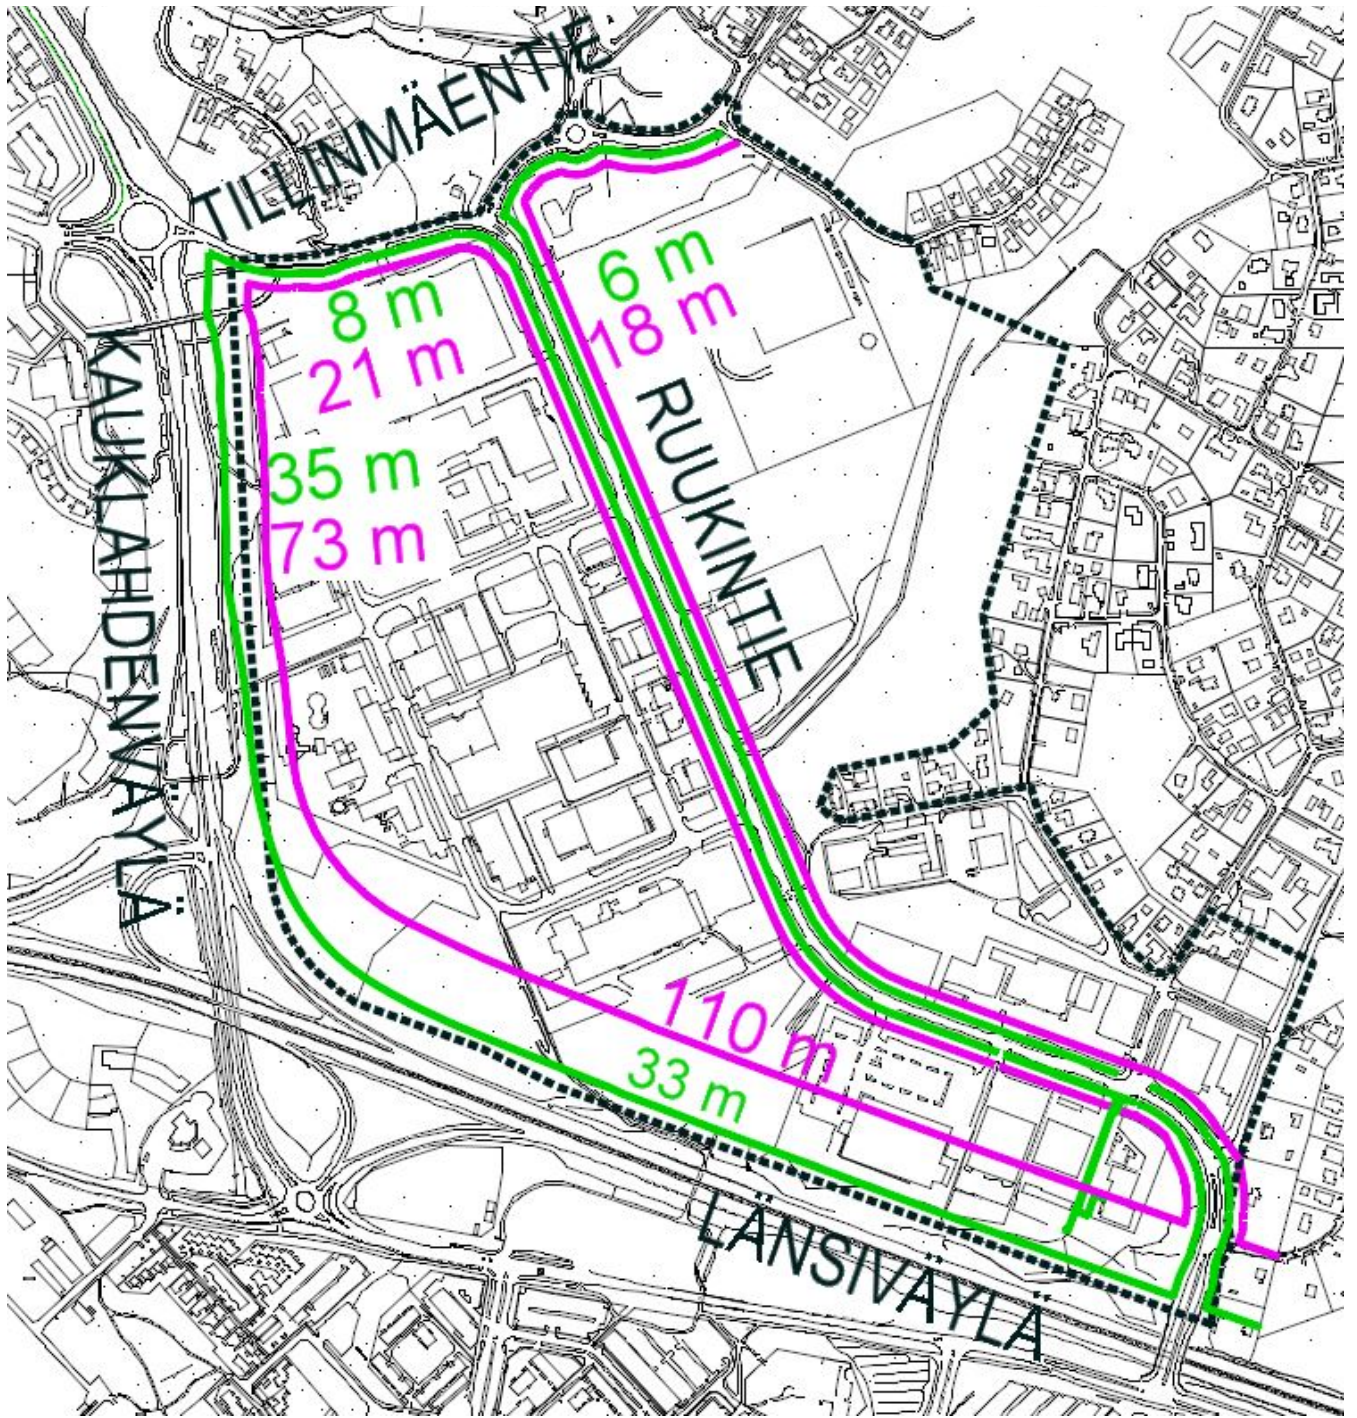 TILLINMÄENTIE
6 m
18 m
8 m
21 m
KAUKLAHDENVÄYLÄ
35 m
73 m
RUUKINTIE
110 m
33 m
LÄNSIVÄYLÄ